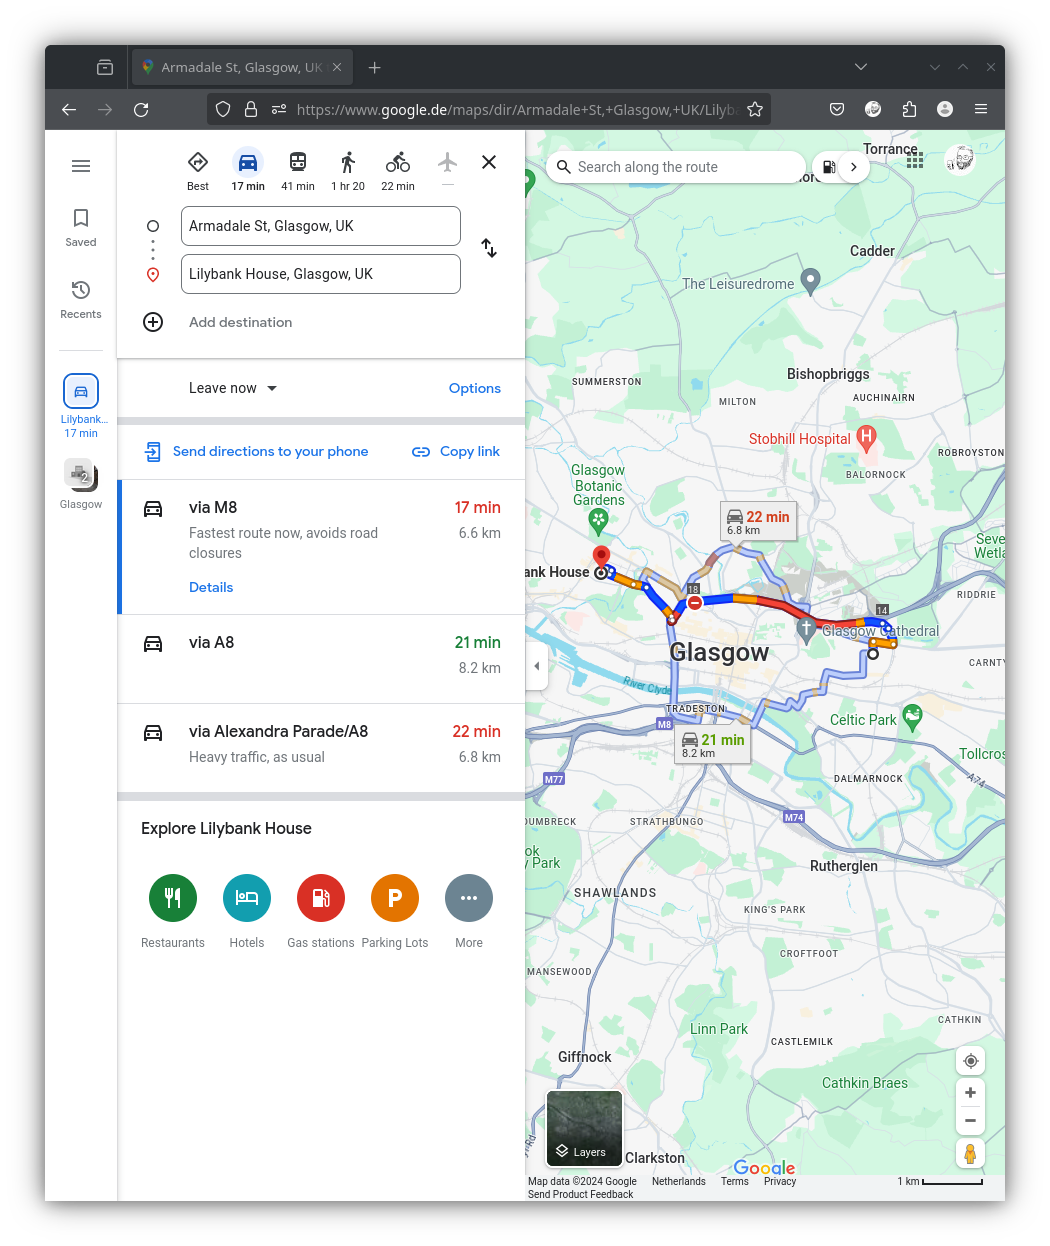 Armadale St, Glasgow, UK
https://www.google.de/maps/dir/Armadale+St,+Glasgow,+UK/Lilyb
Saved
Recents
Lilybank...
17 min
2
Glasgow
Best
17 min
41 min
1 hr 20
22 min
—
Armadale St, Glasgow, UK
Lilybank House, Glasgow, UK
Add destination
Leave now
Options
Send directions to your phone
Copy link
via M8
17 min
Fastest route now, avoids road
closures
6.6 km
Details
via A8
21 min
8.2 km
via Alexandra Parade/A8
22 min
Heavy traffic, as usual
6.8 km
Explore Lilybank House
P
Restaurants
Hotels
Gas stations
Parking Lots
More
Search along the route
Torrance
Cadder
The Leisuredrome
Bishopbriggs
SUMMERSTON
MILTON
AUCHINAIRN
Stobhill Hospital
H
ROBROYSTON
BALORNOCK
Glasgow
Botanic
Gardens
22 min
6.8 km
Seve
Wetla
ank House
18
14
RIDDRIE
Glasgow Cathedral
Glasgow
CARNTY
River Clyde
TRADESTON
M8
Celtic Park
21 min
8.2 km
Tollcros
M77
DALMARNOCK
A74
M74
DUMBRECK
STRATHBUNGO
ok
y Park
Rutherglen
SHAWLANDS
KING'S PARK
CROFTFOOT
MANSEWOOD
CATHKIN
Linn Park
CASTLEMILK
Giffnock
Cathkin Braes
Layers
Clarkston
Google
Map data ©2024 Google
Netherlands
Terms
Privacy
1 km
Send Product Feedback